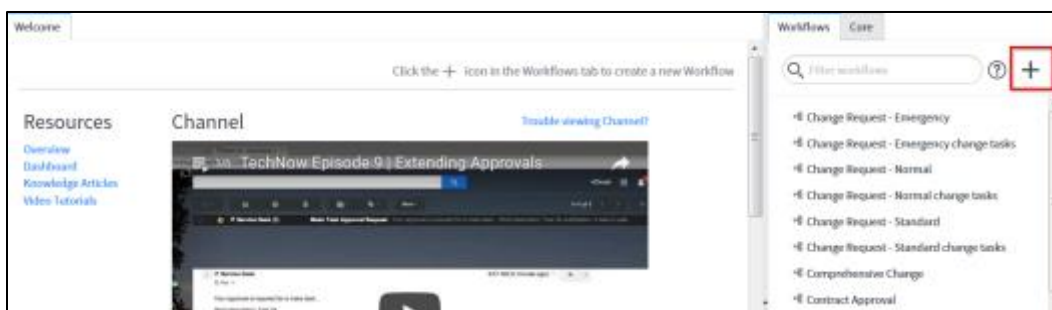 Welcome
Workflows Core
Click the + icon in the Workflows tab to create a new Workflow
Filter workflows
Resources
Overview
Dashboard
Knowledge Articles
Video Tutorials
Channel
Trouble viewing Channel?
TechNow Episode 9 | Extending Approvals
IT Service Desk
Change Request - Emergency
Change Request - Emergency change tasks
Change Request - Normal
Change Request - Normal change tasks
Change Request - Standard
Change Request - Standard change tasks
Comprehensive Change
Contract Approval